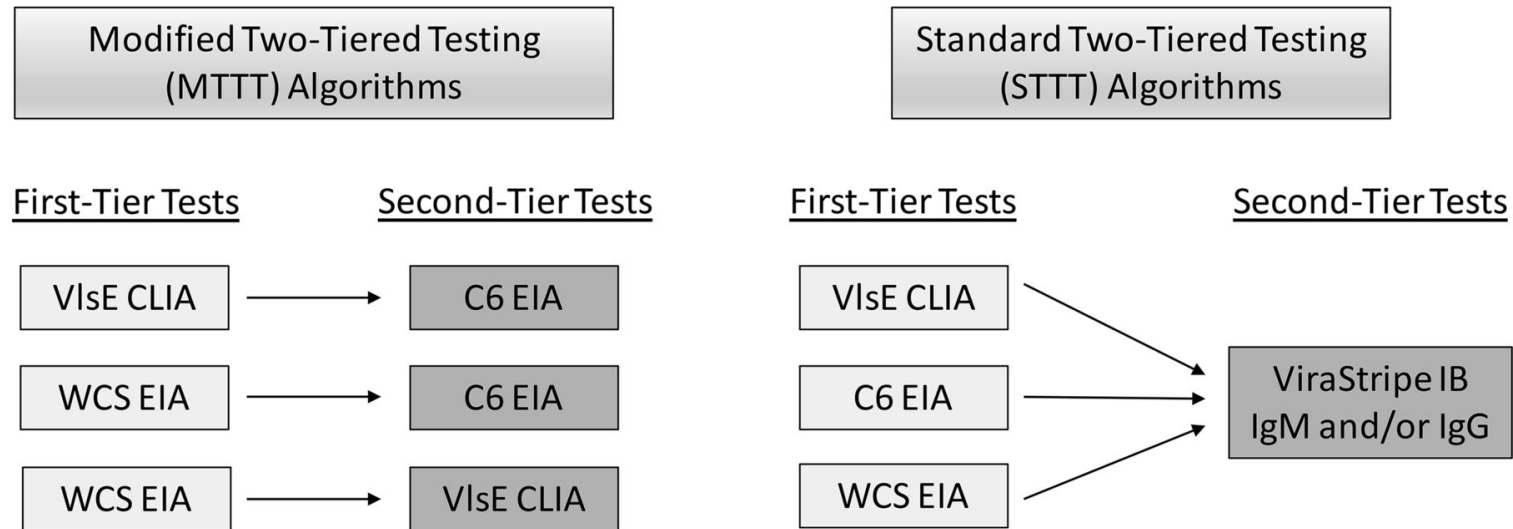 Modified Two-Tiered Testing
(MTTT) Algorithms
First-Tier Tests
Second-Tier Tests
VlsE CLIA
C6 EIA
WCS EIA
C6 EIA
WCS EIA
VlsE CLIA
Standard Two-Tiered Testing
(STTT) Algorithms
First-Tier Tests
Second-Tier Tests
VlsE CLIA
C6 EIA
WCS EIA
ViraStripe IB
IgM and/or IgG